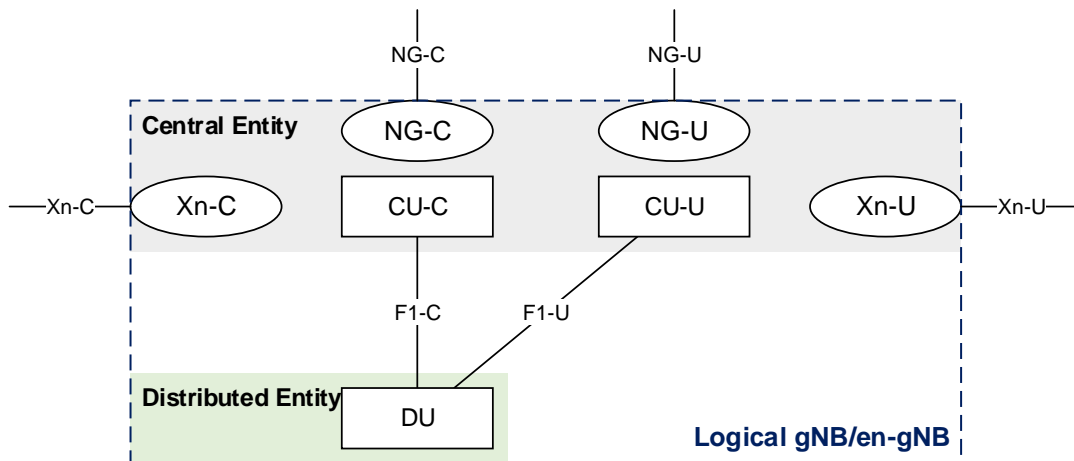 NG-C
NG-U
Central Entity
NG-C
NG-U
Xn-C
Xn-C
CU-C
CU-U
Xn-U
Xn-U
F1-C
F1-U
Distributed Entity
DU
Logical gNB/en-gNB